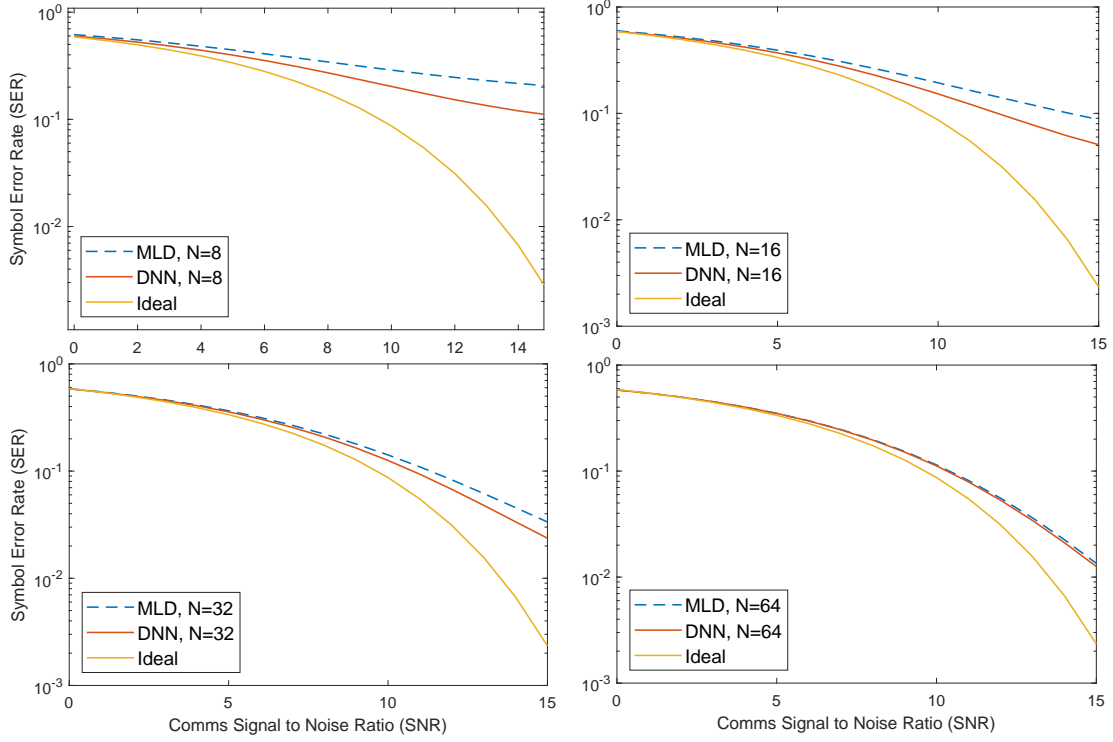 10^0
10^-1
10^-2
Symbol Error Rate (SER)
MLD, N=8
DNN, N=8
Ideal
0 2 4 6 8 10 12 14
10^0
10^-1
10^-2
10^-3
MLD, N=16
DNN, N=16
Ideal
0 5 10 15
10^0
10^-1
10^-2
10^-3
Symbol Error Rate (SER)
MLD, N=32
DNN, N=32
Ideal
0 5 10 15
Comms Signal to Noise Ratio (SNR)
10^0
10^-1
10^-2
10^-3
MLD, N=64
DNN, N=64
Ideal
0 5 10 15
Comms Signal to Noise Ratio (SNR)